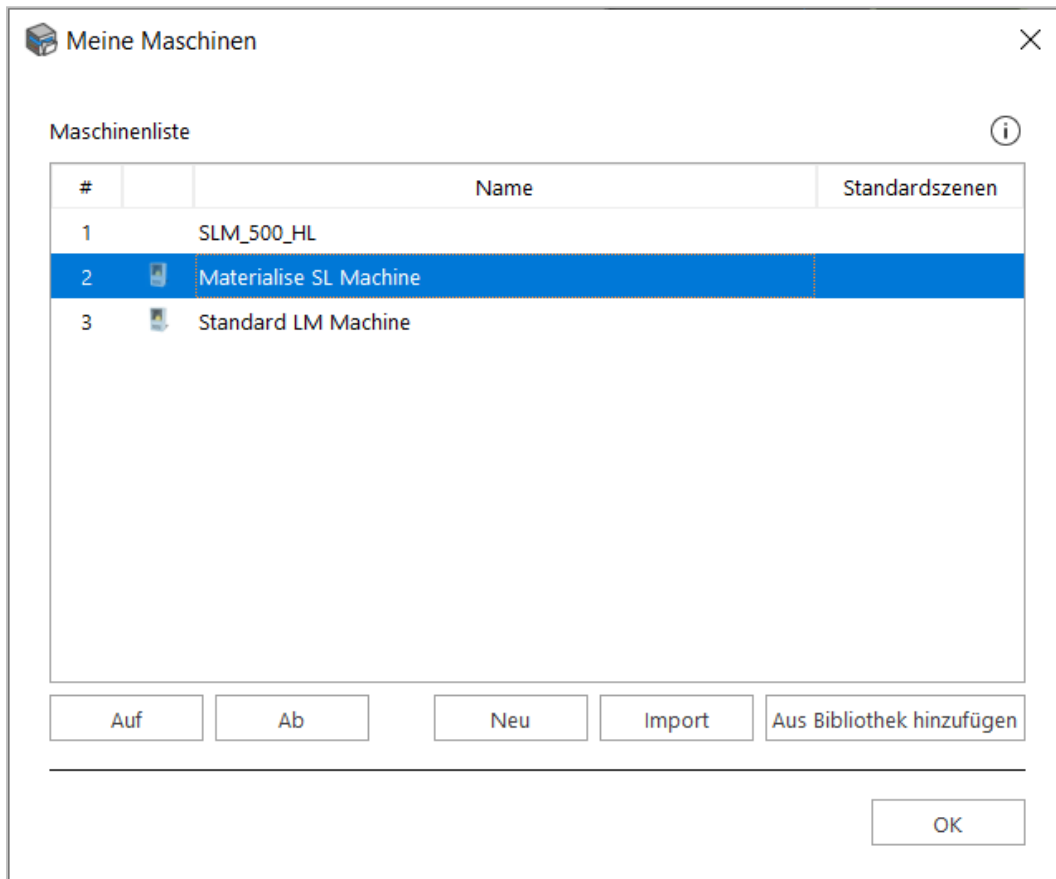 Meine Maschinen
Maschinenliste
# Name Standardszenen
1 SLM_500_HL
2 Materialise SL Machine
3 Standard LM Machine
Auf Ab Neu Import Aus Bibliothek hinzufügen
OK